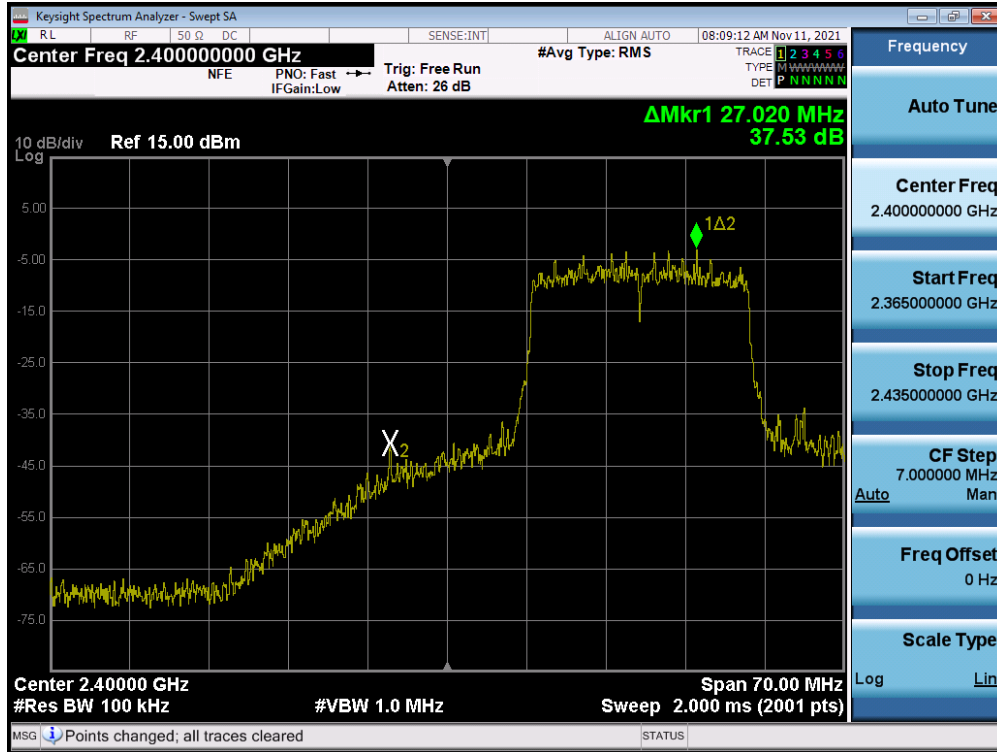 Keysight Spectrum Analyzer - Swept SA
LXI RL RF 50 Ω DC SENSE:INT ALIGN AUTO 08:09:12 AM Nov 11, 2021
Center Freq 2.400000000 GHz
NFE
PNO: Fast
IFGain:Low
Trig: Free Run
Atten: 26 dB
#Avg Type: RMS
TRACE 1 2 3 4 5 6
TYPE M WWWWW
DET P N N N N N
ΔMkr1 27.020 MHz
37.53 dB
10 dB/div Ref 15.00 dBm
Log
5.00
-5.00
-15.0
-25.0
-35.0
-45.0
-55.0
-65.0
-75.0
1Δ2
X2
Center 2.40000 GHz Span 70.00 MHz
#Res BW 100 kHz #VBW 1.0 MHz Sweep 2.000 ms (2001 pts)
MSG Points changed; all traces cleared STATUS
Frequency
Auto Tune
Center Freq
2.400000000 GHz
Start Freq
2.365000000 GHz
Stop Freq
2.435000000 GHz
CF Step
7.000000 MHz
Auto Man
Freq Offset
0 Hz
Scale Type
Log Lin